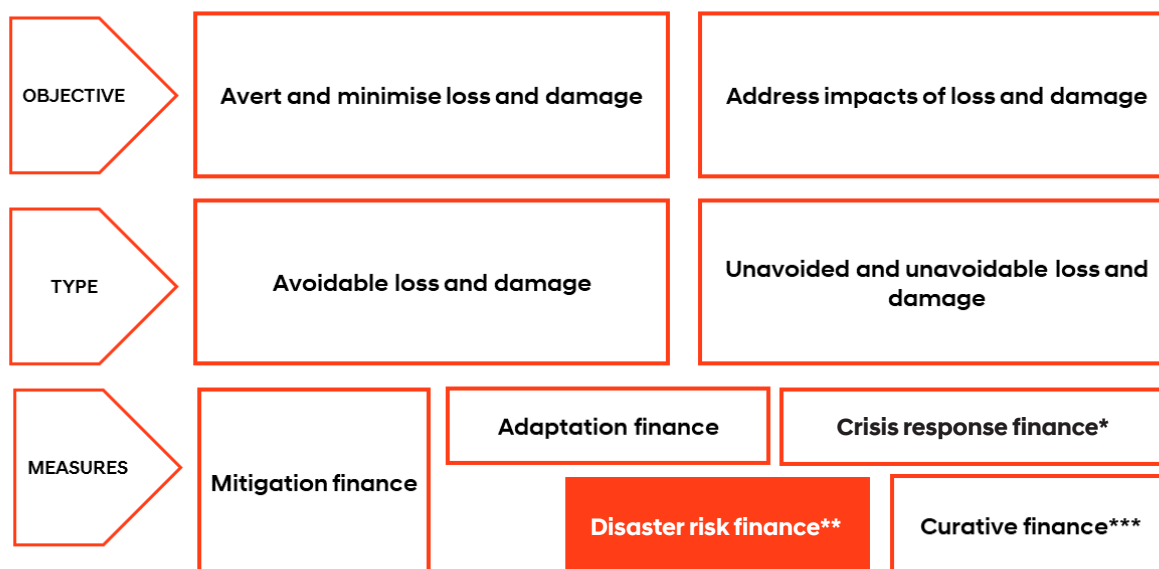 OBJECTIVE
Avert and minimise loss and damage
Address impacts of loss and damage
TYPE
Avoidable loss and damage
Unavoided and unavoidable loss and
damage
MEASURES
Mitigation finance
Adaptation finance
Crisis response finance*
Disaster risk finance**
Curative finance***